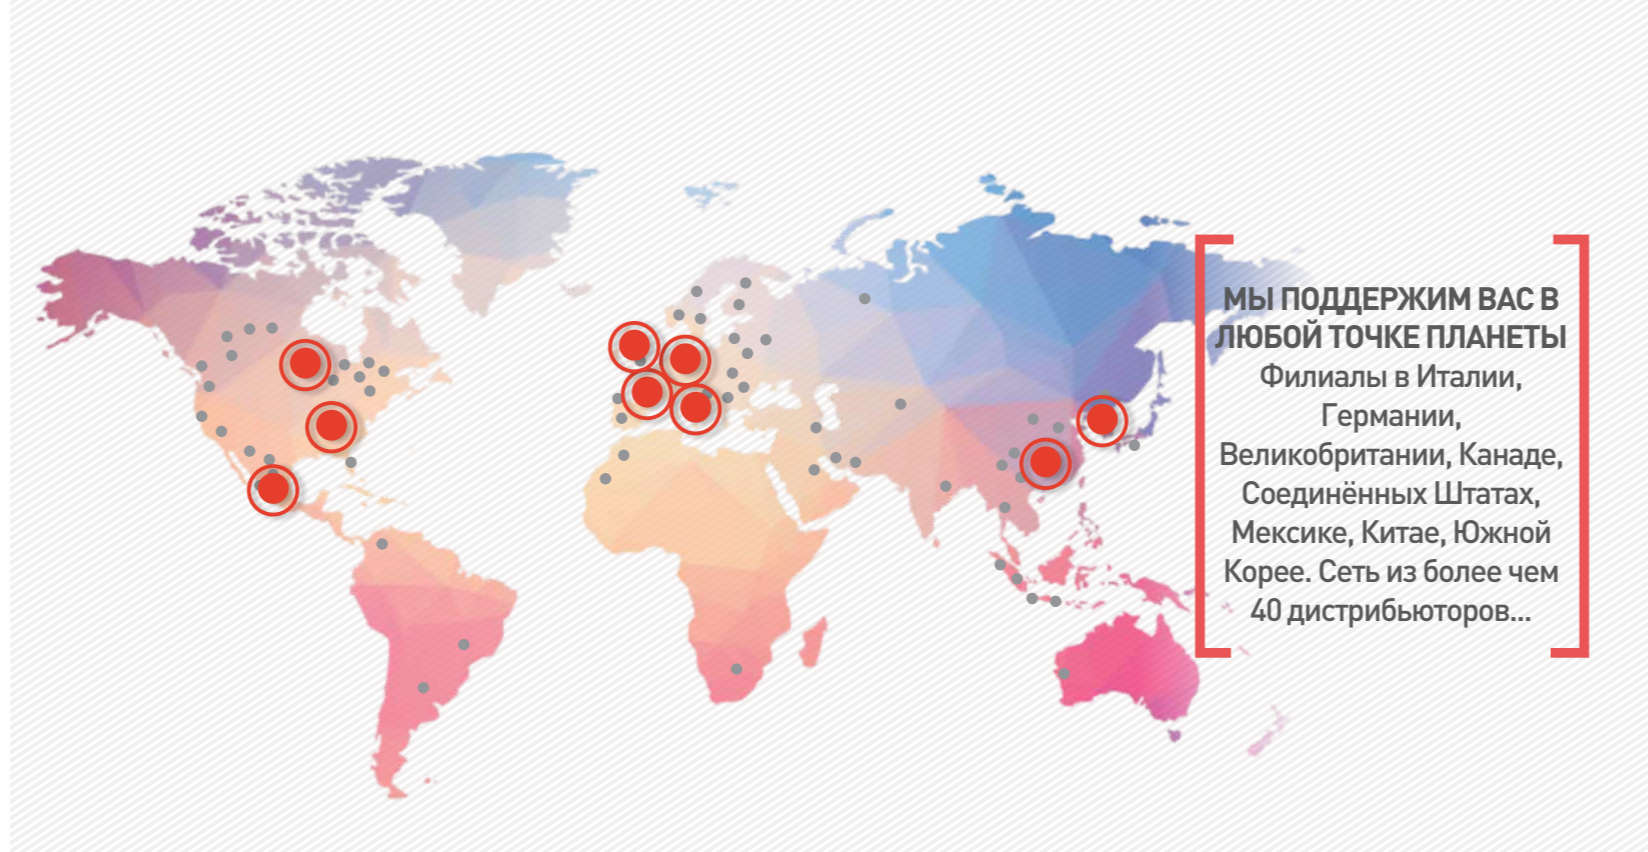 МЫ ПОДДЕРЖИМ ВАС В
ЛЮБОЙ ТОЧКЕ ПЛАНЕТЫ
Филиалы в Италии,
Германии,
Великобритании, Канаде,
Соединённых Штатах,
Мексике, Китае, Южной
Корее. Сеть из более чем
40 дистрибьюторов...